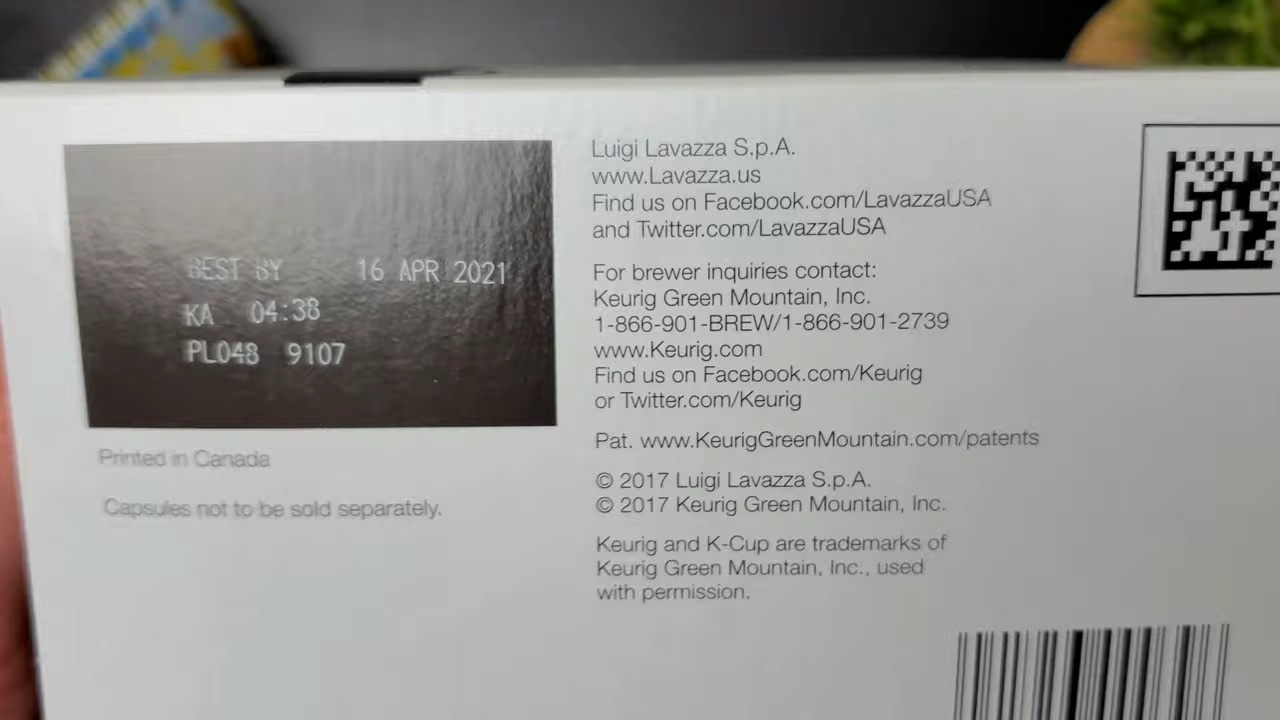 BEST BY 16 APR 2021
KA 04:38
PL048 9107
Printed in Canada
Capsules not to be sold separately.
Luigi Lavazza S.p.A.
www.Lavazza.us
Find us on Facebook.com/LavazzaUSA
and Twitter.com/LavazzaUSA
For brewer inquiries contact:
Keurig Green Mountain, Inc.
1-866-901-BREW/1-866-901-2739
www.Keurig.com
Find us on Facebook.com/Keurig
or Twitter.com/Keurig
Pat. www.KeurigGreenMountain.com/patents
© 2017 Luigi Lavazza S.p.A.
© 2017 Keurig Green Mountain, Inc.
Keurig and K-Cup are trademarks of
Keurig Green Mountain, Inc., used
with permission.